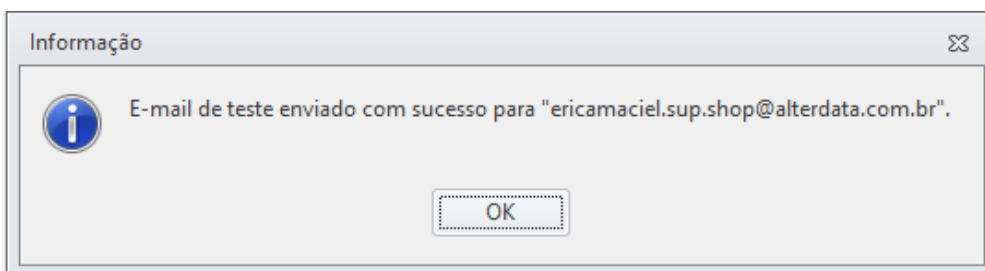 Informação
E-mail de teste enviado com sucesso para "ericamaciel.sup.shop@alterdata.com.br".
OK